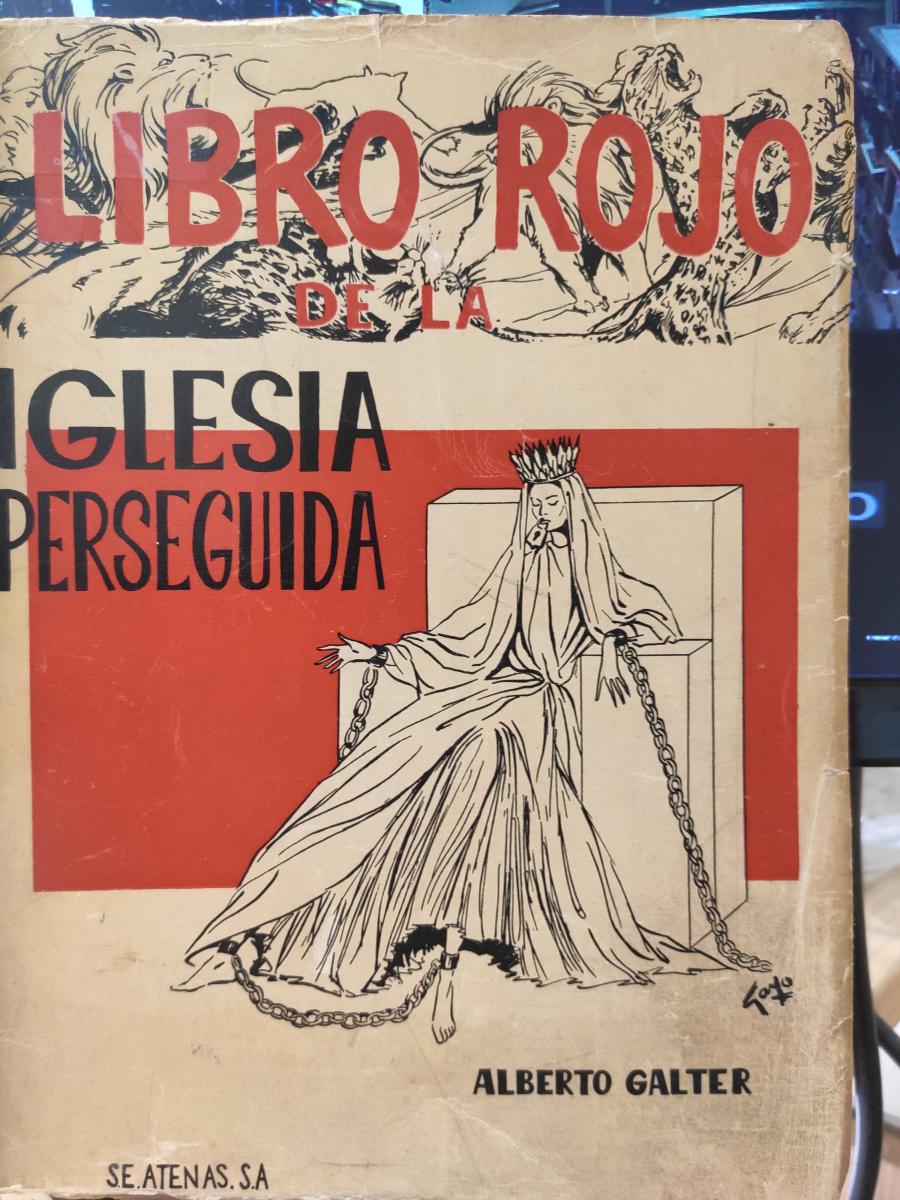 LIBRO ROJO
DE LA
IGLESIA
PERSEGUIDA
ALBERTO GALTER
S.E. ATENAS. S.A